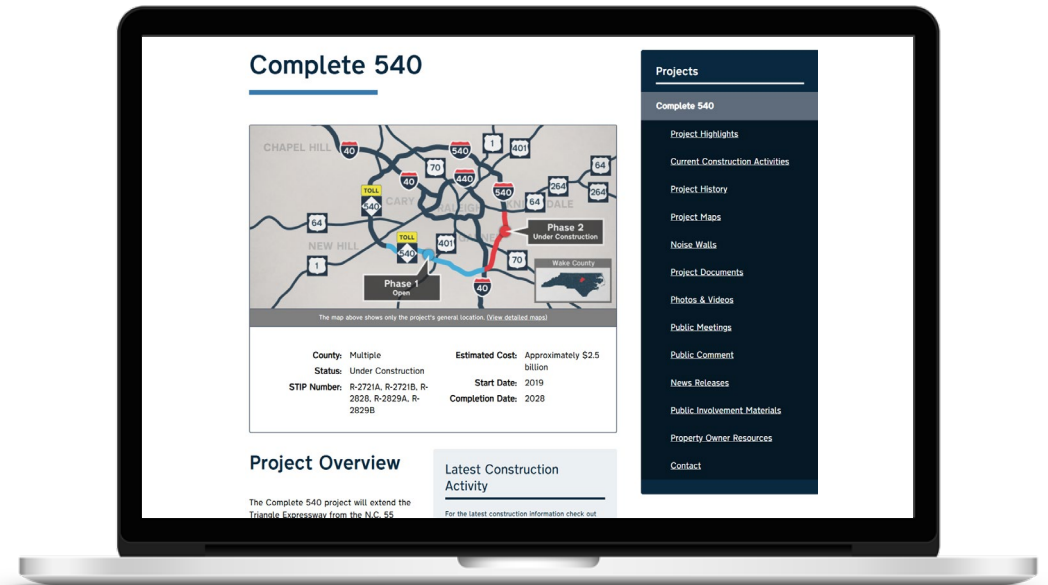 Complete 540
CHAPEL HILL
40
540
1
401
70
64
40
440
264
264
TOLL
540
CARY
RALEIGH
540
64
KNIGHTDALE
64
Phase 2
Under Construction
NEW HILL
TOLL
540
401
1
70
Wake County
Phase 1
Open
40
The map above shows only the project's general location. (View detailed maps)
County: Multiple
Status: Under Construction
STIP Number: R-2721A, R-2721B, R-
2828, R-2829A, R-
2829B
Estimated Cost: Approximately $2.5
billion
Start Date: 2019
Completion Date: 2028
Project Overview
The Complete 540 project will extend the
Triangle Expressway from the N.C. 55
Latest Construction
Activity
For the latest construction information check out
Projects
Complete 540
Project Highlights
Current Construction Activities
Project History
Project Maps
Noise Walls
Project Documents
Photos & Videos
Public Meetings
Public Comment
News Releases
Public Involvement Materials
Property Owner Resources
Contact